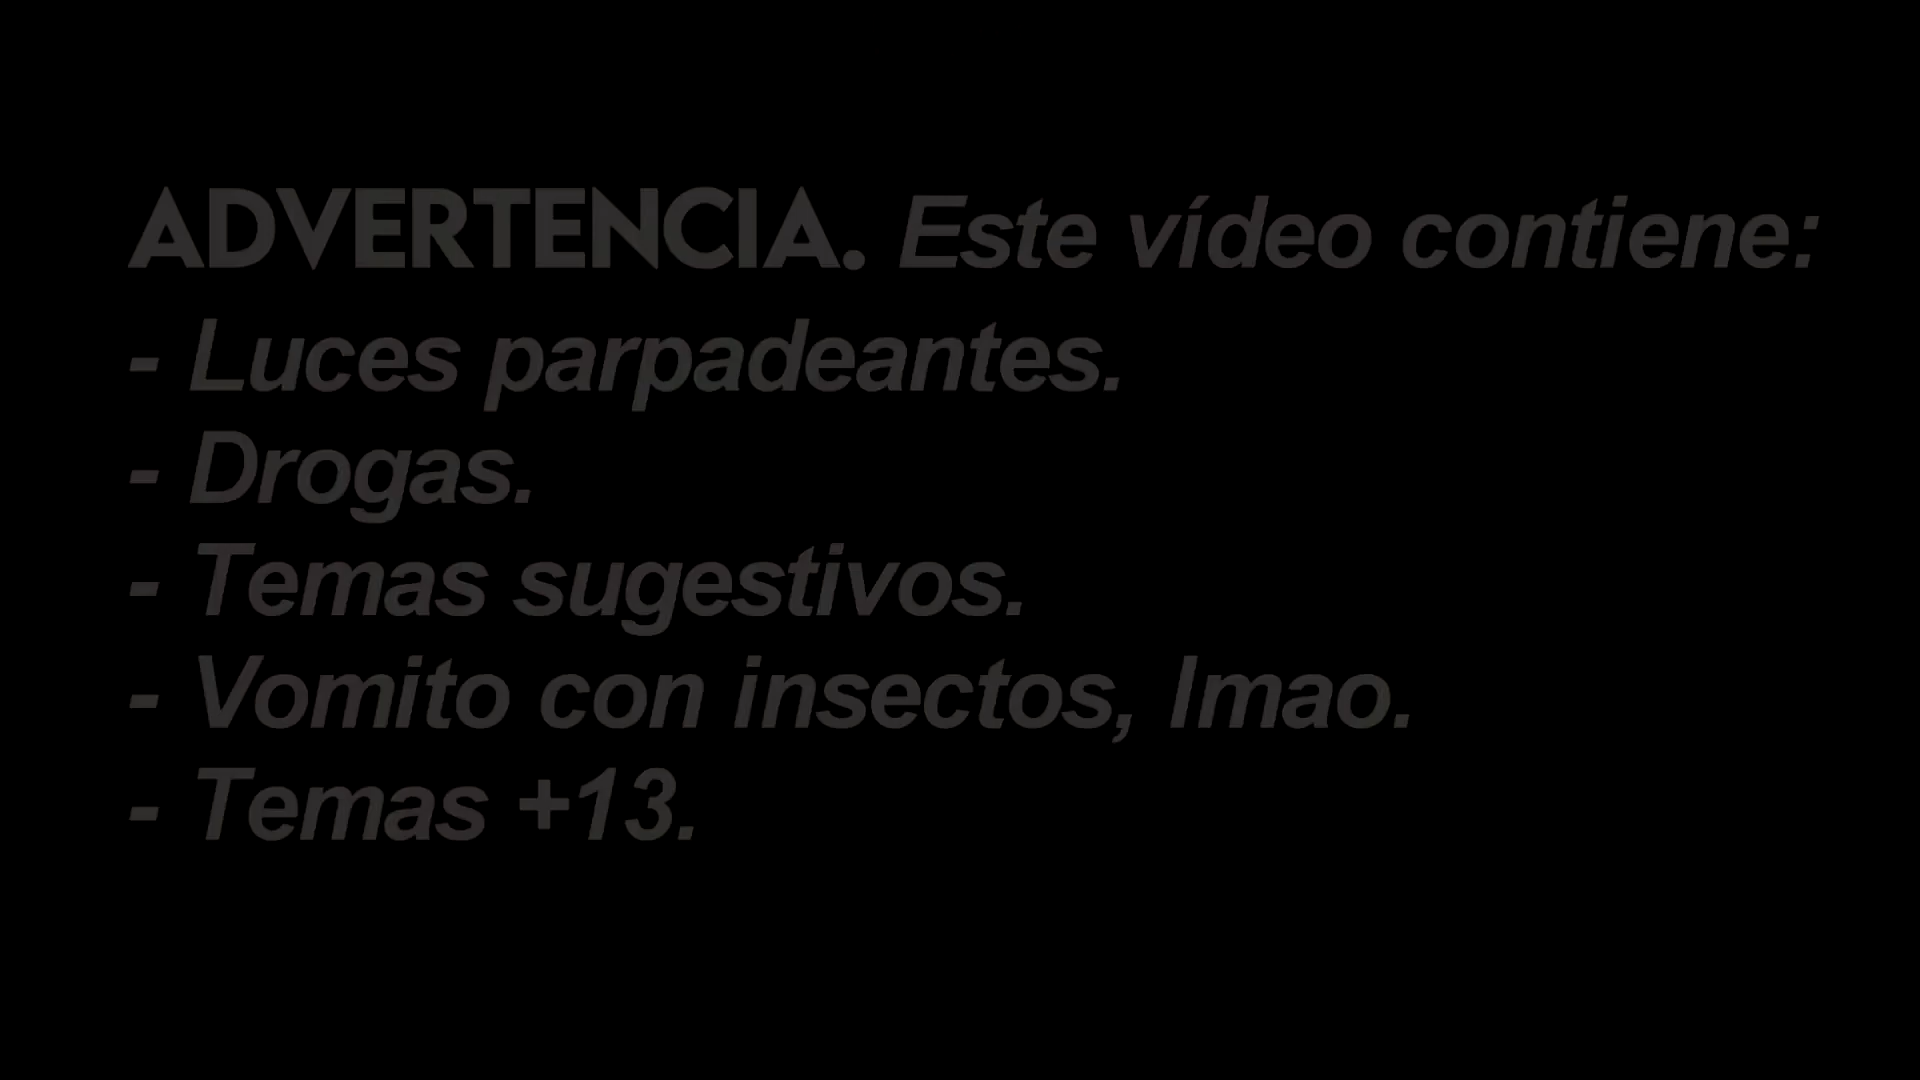 ADVERTENCIA. Este vídeo contiene:
- Luces parpadeantes.
- Drogas.
- Temas sugestivos.
- Vomito con insectos, lmao.
- Temas +13.